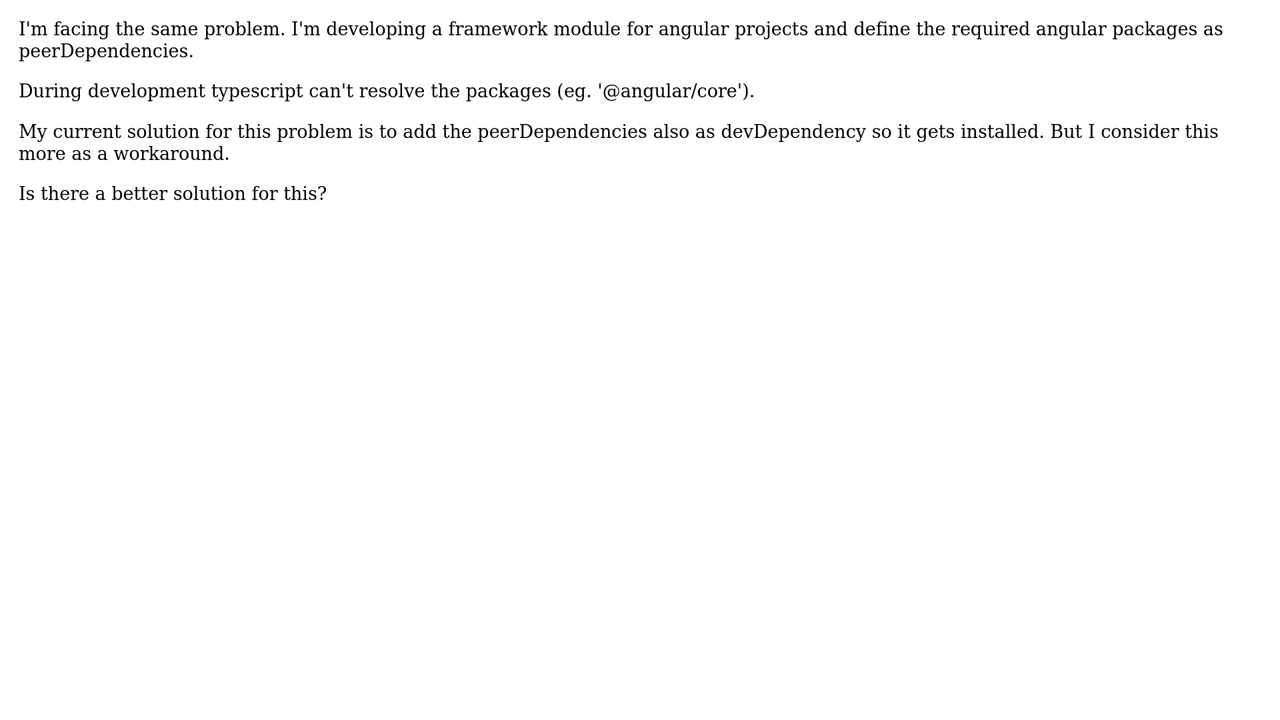 I'm facing the same problem. I'm developing a framework module for angular projects and define the required angular packages as
peerDependencies.
During development typescript can't resolve the packages (eg. '@angular/core').
My current solution for this problem is to add the peerDependencies also as devDependency so it gets installed. But I consider this
more as a workaround.
Is there a better solution for this?